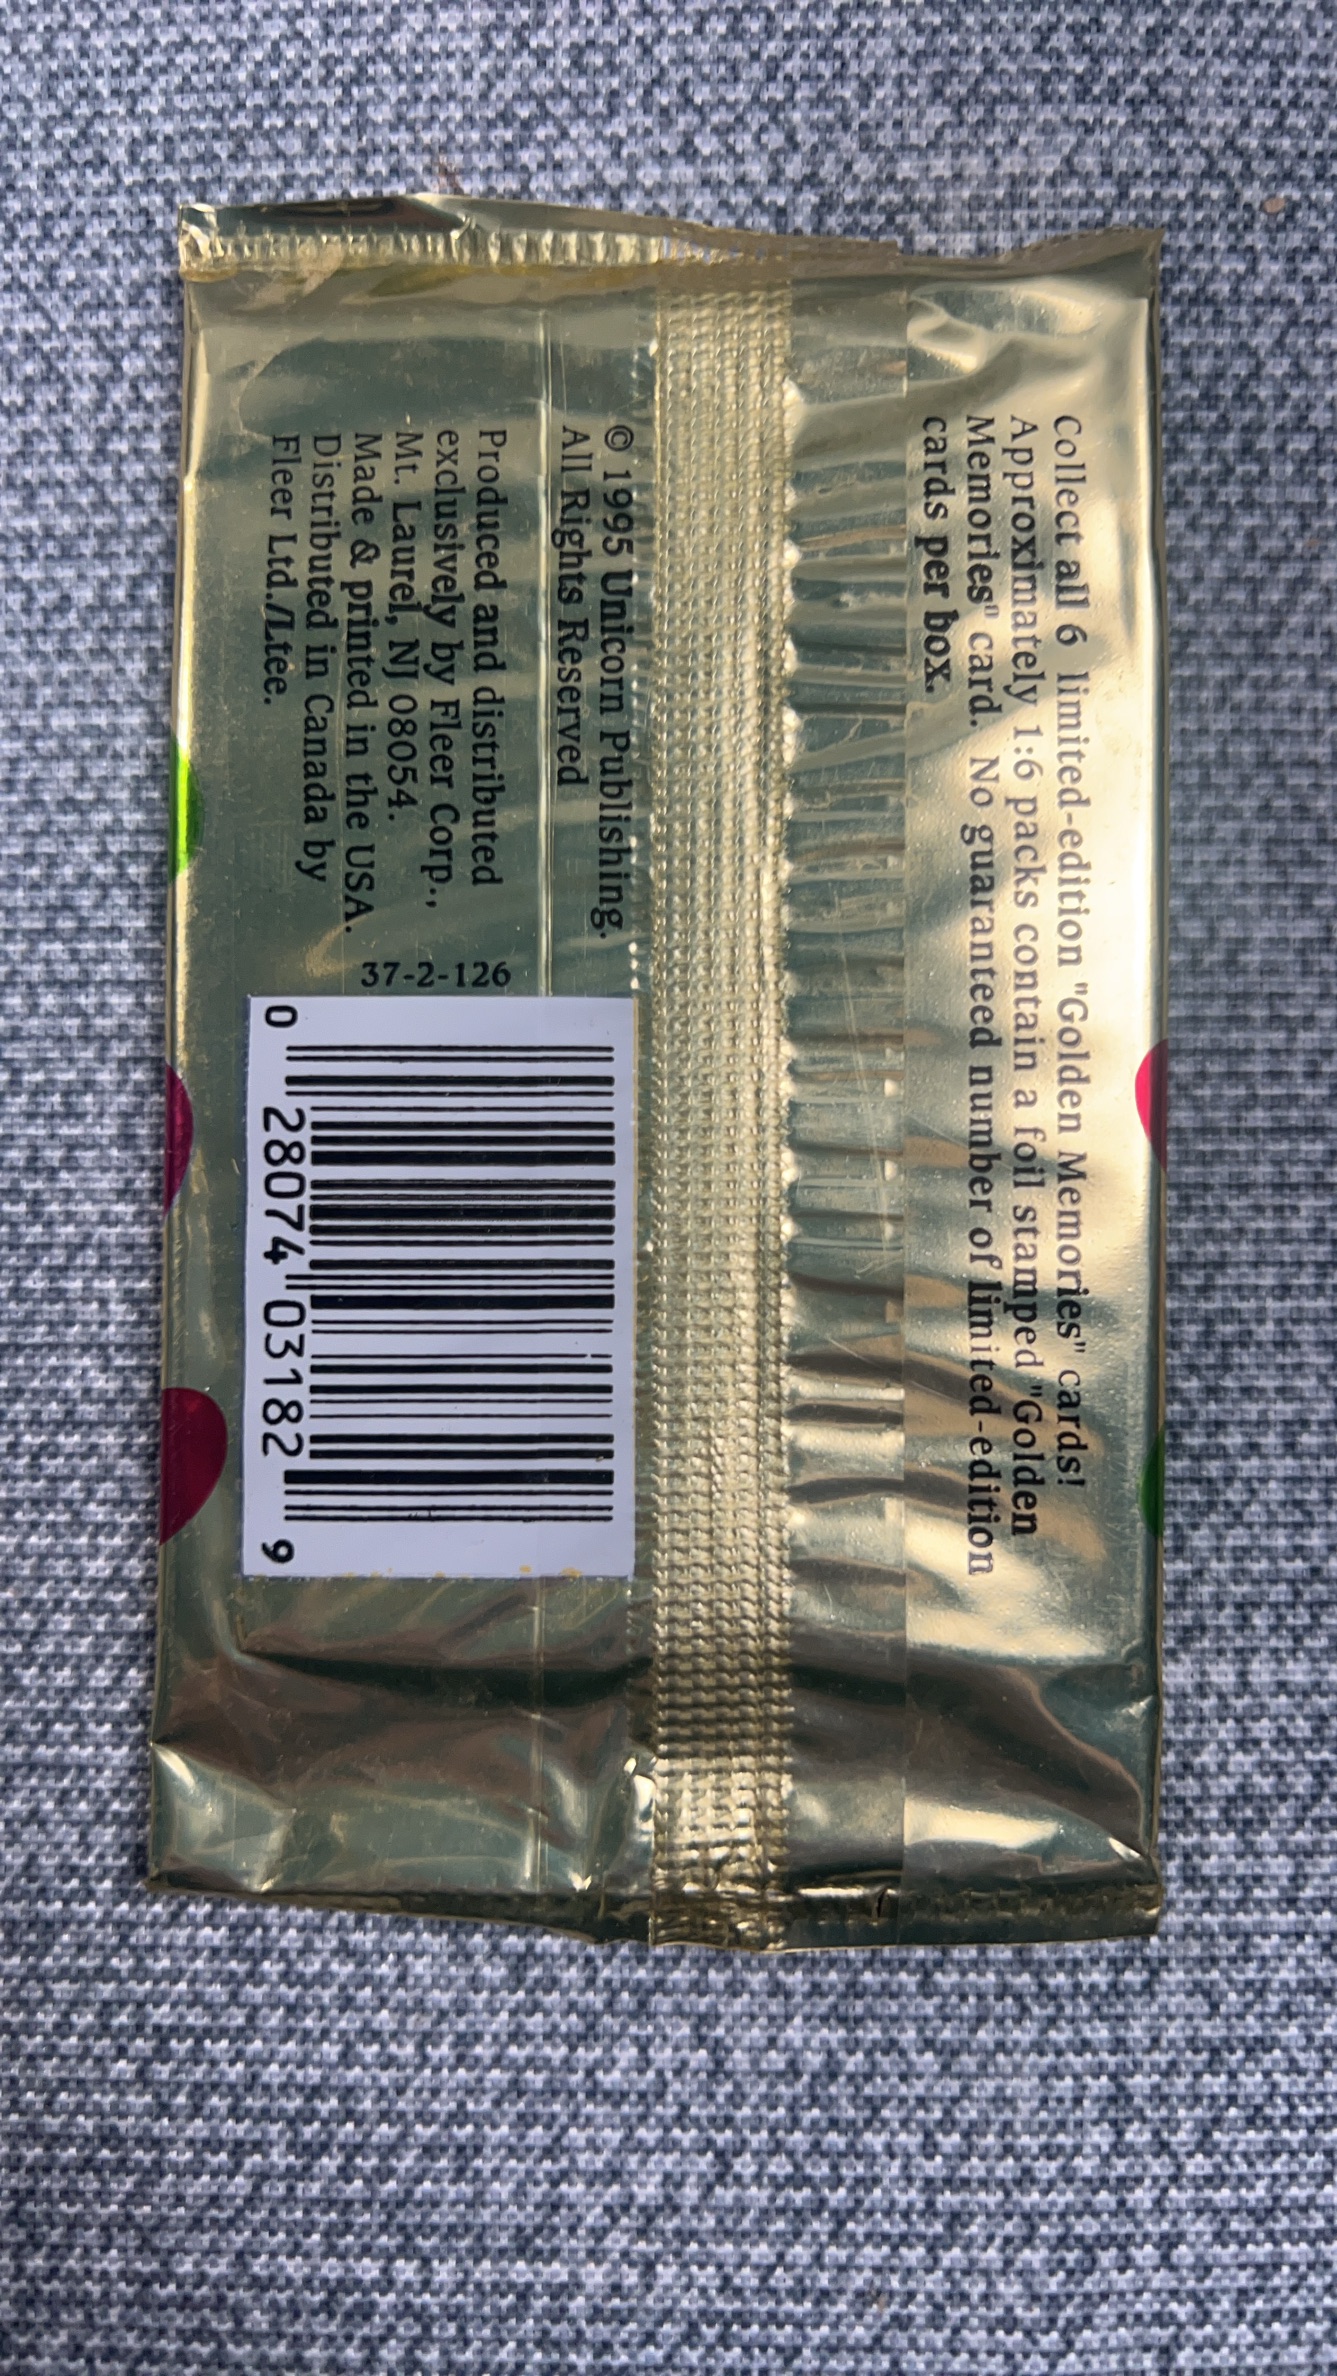 Collect all 6 limited-edition "Golden Memories" cards!
Approximately 1:6 packs contain a foil stamped "Golden
Memories" card. No guaranteed number of limited-edition
cards per box.
© 1995 Unicorn Publishing.
All Rights Reserved
Produced and distributed
exclusively by Fleer Corp.,
Mt. Laurel, NJ 08054.
Made & printed in the USA.
Distributed in Canada by
Fleer Ltd./Ltée.
37-2-126
0 28074 03182 9